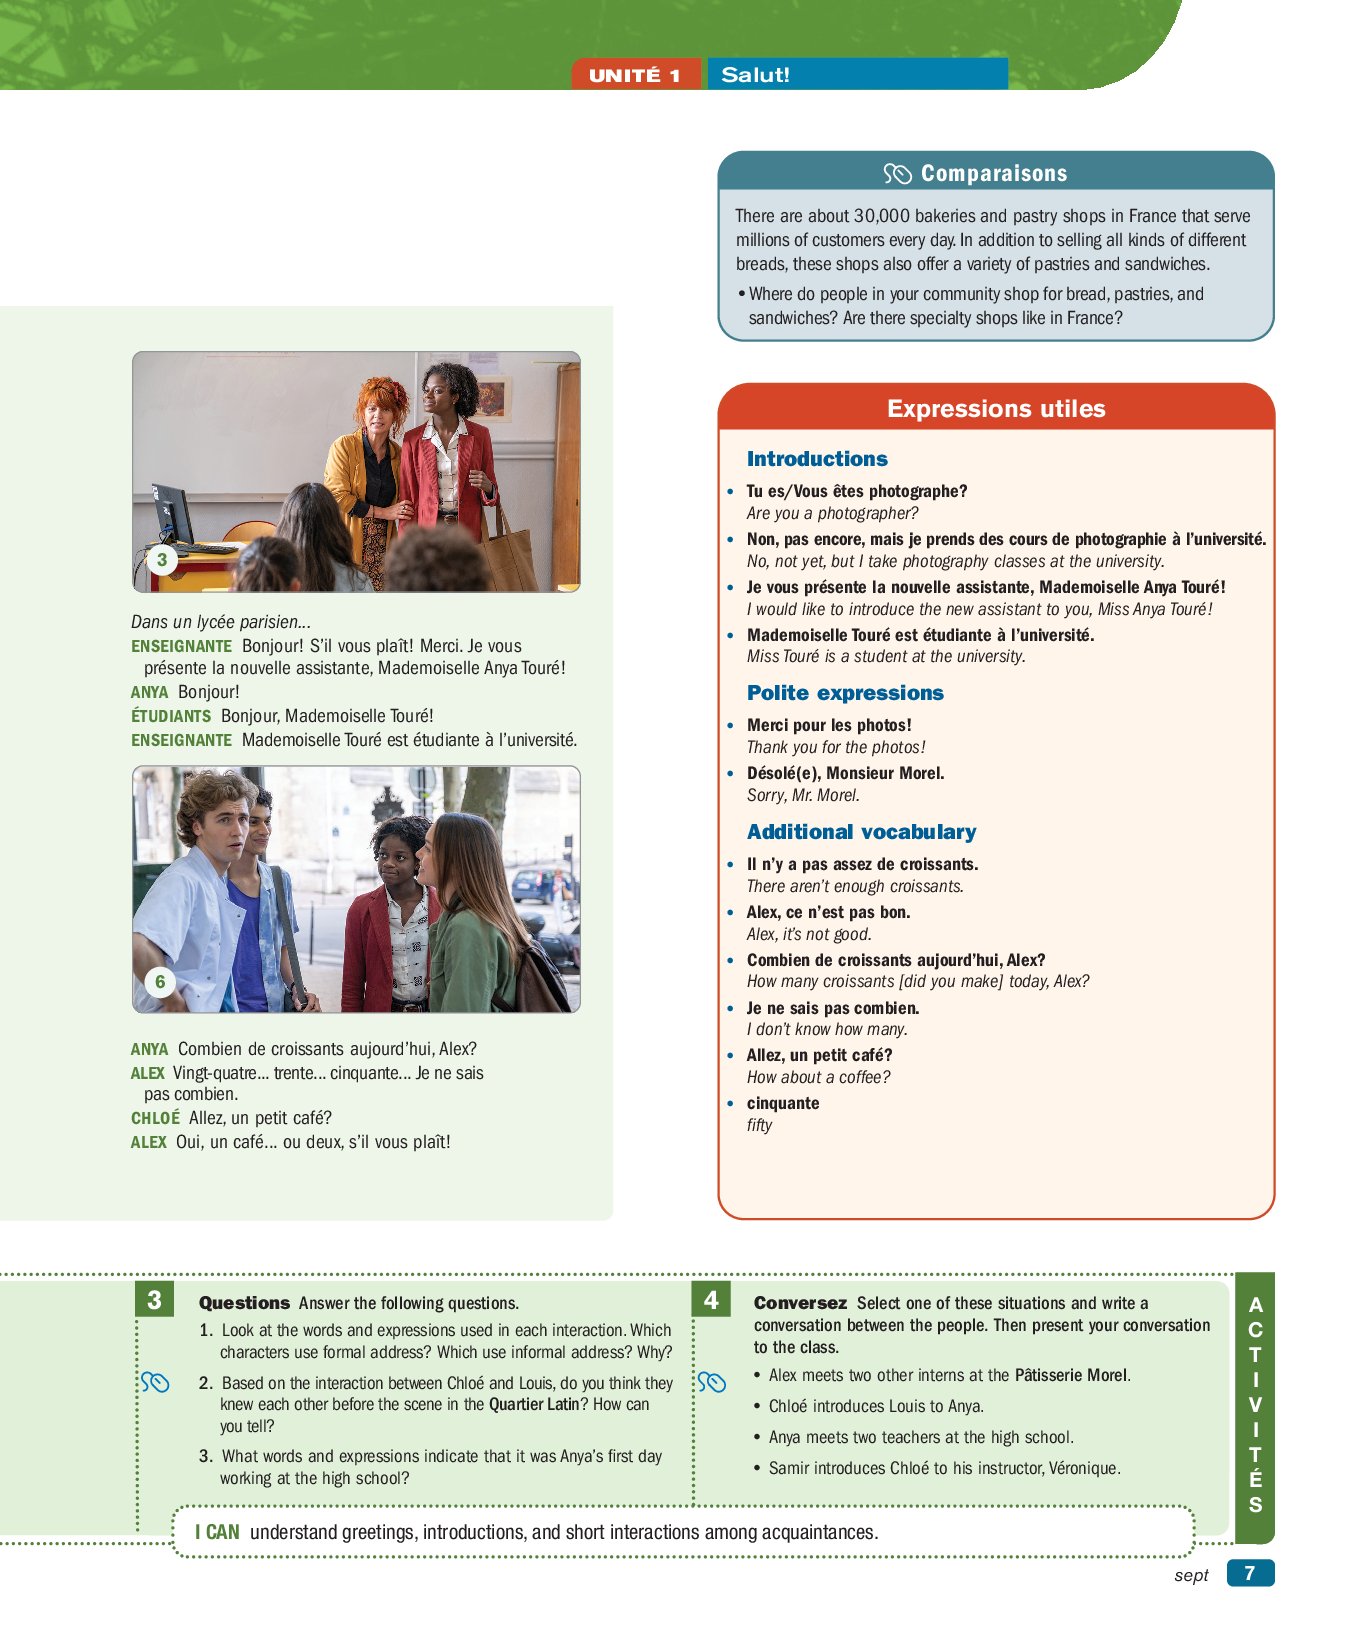 UNITÉ 1 Salut!
Comparaisons
There are about 30,000 bakeries and pastry shops in France that serve
millions of customers every day. In addition to selling all kinds of different
breads, these shops also offer a variety of pastries and sandwiches.
• Where do people in your community shop for bread, pastries, and
sandwiches? Are there specialty shops like in France?
3
Dans un lycée parisien...
ENSEIGNANTE Bonjour! S'il vous plaît! Merci. Je vous
présente la nouvelle assistante, Mademoiselle Anya Touré!
ANYA Bonjour!
ÉTUDIANTS Bonjour, Mademoiselle Touré!
ENSEIGNANTE Mademoiselle Touré est étudiante à l'université.
6
ANYA Combien de croissants aujourd'hui, Alex?
ALEX Vingt-quatre... trente... cinquante... Je ne sais
pas combien.
CHLOÉ Allez, un petit café?
ALEX Oui, un café... ou deux, s'il vous plaît!
Expressions utiles
Introductions
• Tu es/Vous êtes photographe?
Are you a photographer?
• Non, pas encore, mais je prends des cours de photographie à l'université.
No, not yet, but I take photography classes at the university.
• Je vous présente la nouvelle assistante, Mademoiselle Anya Touré!
I would like to introduce the new assistant to you, Miss Anya Touré!
• Mademoiselle Touré est étudiante à l'université.
Miss Touré is a student at the university.
Polite expressions
• Merci pour les photos!
Thank you for the photos!
• Désolé(e), Monsieur Morel.
Sorry, Mr. Morel.
Additional vocabulary
• Il n'y a pas assez de croissants.
There aren't enough croissants.
• Alex, ce n'est pas bon.
Alex, it's not good.
• Combien de croissants aujourd'hui, Alex?
How many croissants [did you make] today, Alex?
• Je ne sais pas combien.
I don't know how many.
• Allez, un petit café?
How about a coffee?
• cinquante
fifty
3 Questions Answer the following questions.
1. Look at the words and expressions used in each interaction. Which
characters use formal address? Which use informal address? Why?
2. Based on the interaction between Chloé and Louis, do you think they
knew each other before the scene in the Quartier Latin? How can
you tell?
3. What words and expressions indicate that it was Anya's first day
working at the high school?
4 Conversez Select one of these situations and write a
conversation between the people. Then present your conversation
to the class.
• Alex meets two other interns at the Pâtisserie Morel.
• Chloé introduces Louis to Anya.
• Anya meets two teachers at the high school.
• Samir introduces Chloé to his instructor, Véronique.
ACTIVITÉS
I CAN understand greetings, introductions, and short interactions among acquaintances.
sept 7